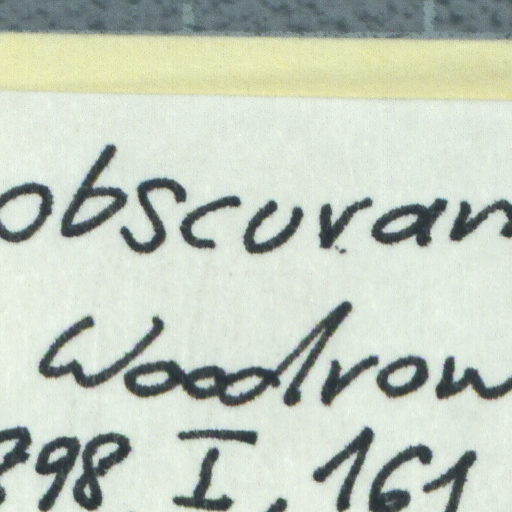 obscuran
Woodrow
898 I, 161